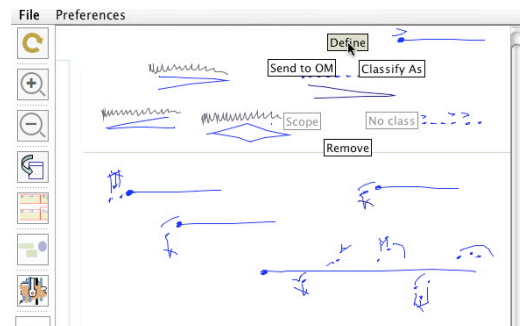 File Preferences
Define
Send to OM Classify As
Scope No class
Remove